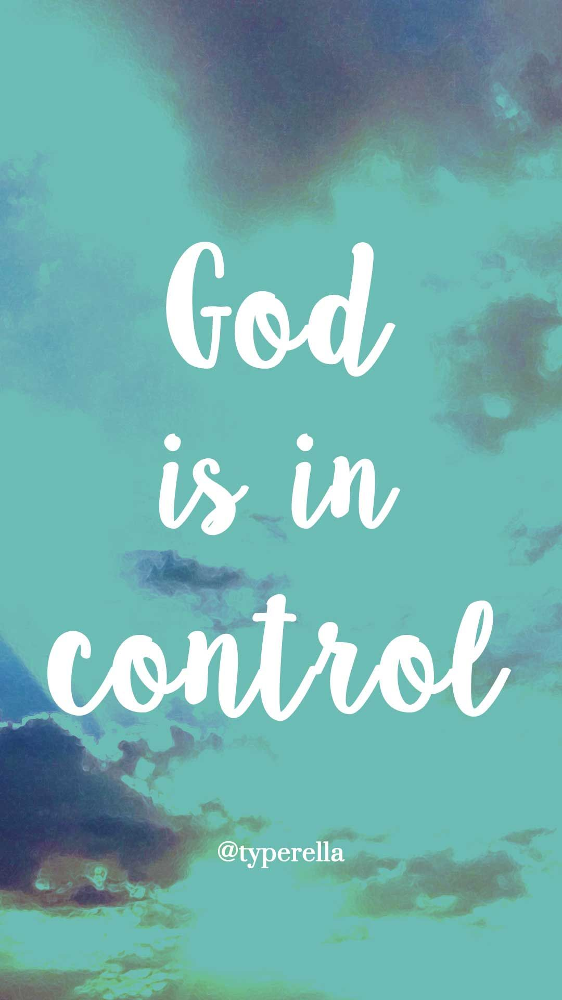 God
is in
control
@typerella